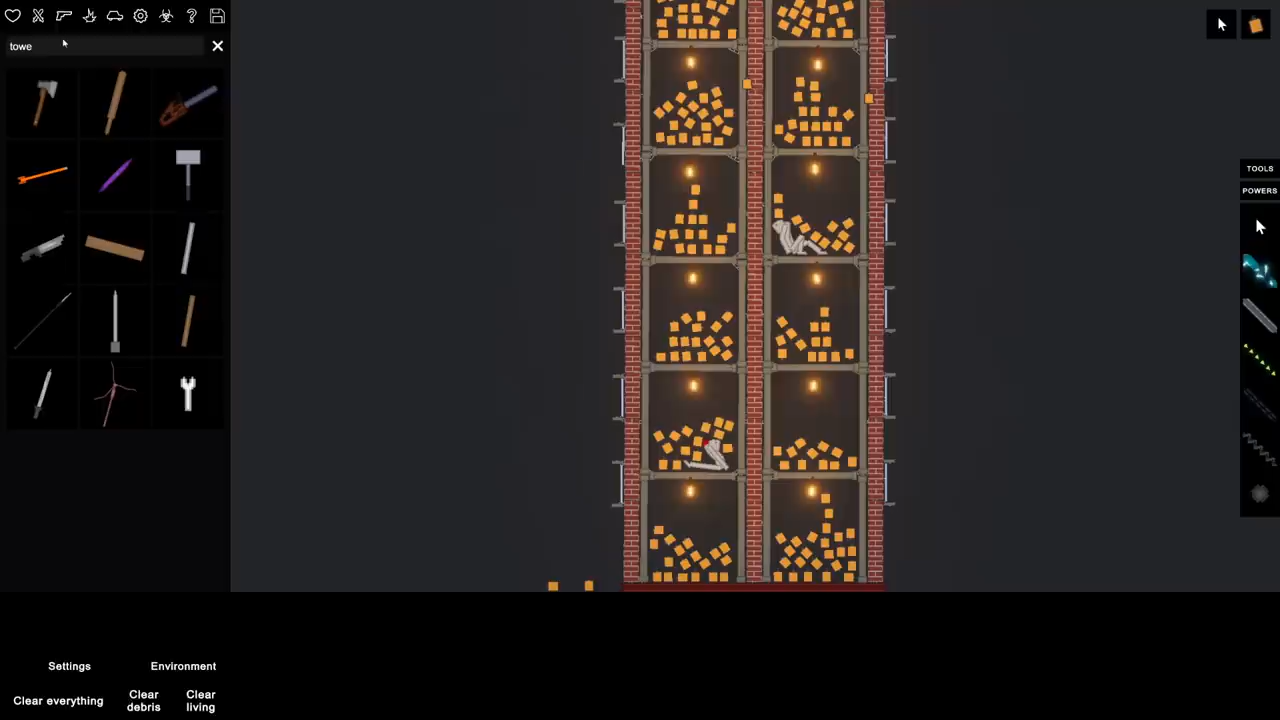 towe
TOOLS
POWERS
Settings
Environment
Clear everything
Clear debris
Clear living